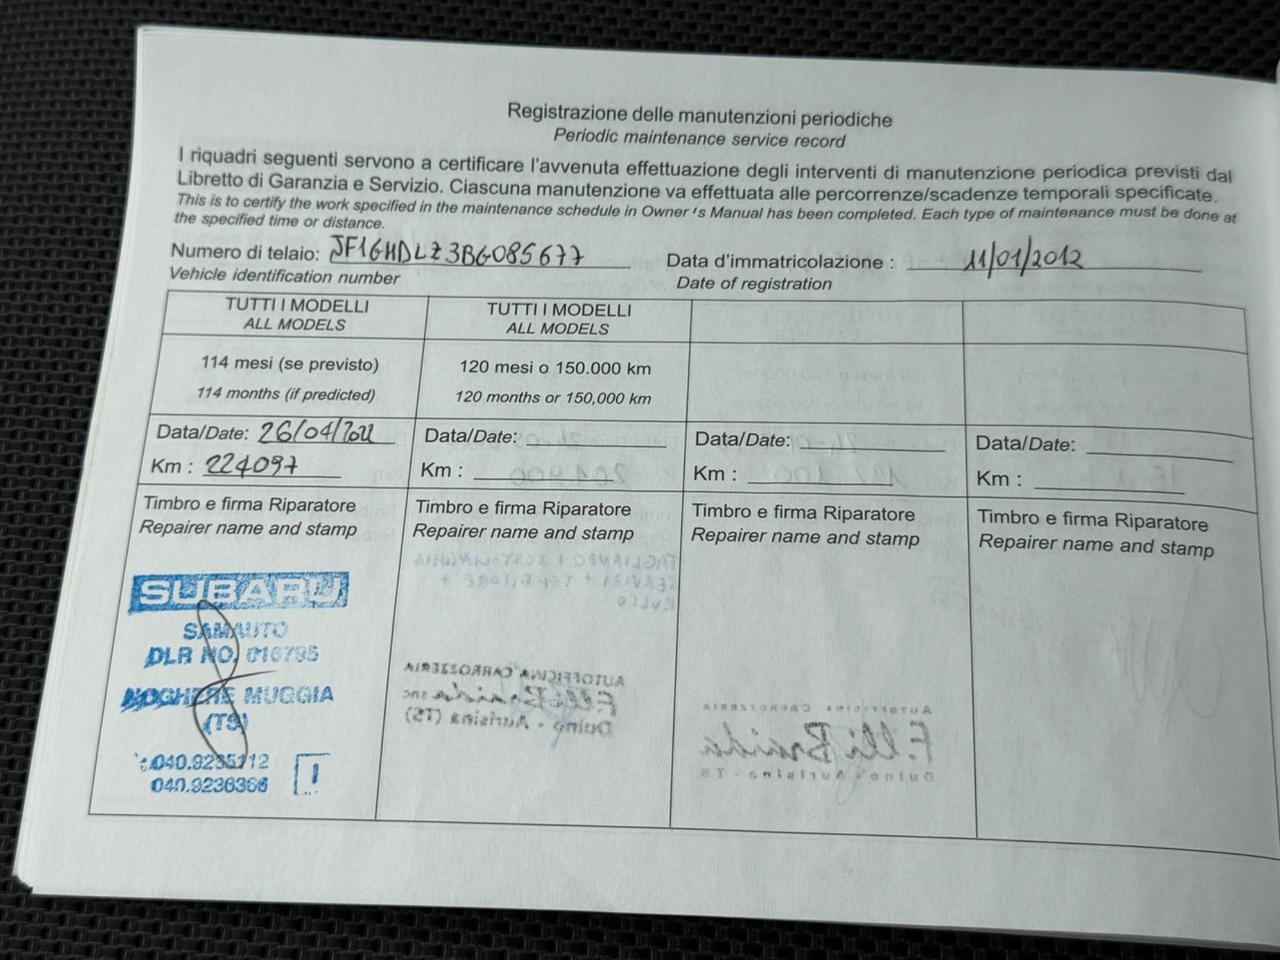 Registrazione delle manutenzioni periodiche
Periodic maintenance service record
I riquadri seguenti servono a certificare l'avvenuta effettuazione degli interventi di manutenzione periodica previsti dal
Libretto di Garanzia e Servizio. Ciascuna manutenzione va effettuata alle percorrenze/scadenze temporali specificate.
This is to certify the work specified in the maintenance schedule in Owner's Manual has been completed. Each type of maintenance must be done at
the specified time or distance.
Numero di telaio: JF1GHDLZ3BG085677 Data d'immatricolazione : 11/01/2012
Vehicle identification number Date of registration
TUTTI I MODELLI TUTTI I MODELLI
ALL MODELS ALL MODELS
114 mesi (se previsto) 120 mesi o 150.000 km
114 months (if predicted) 120 months or 150,000 km
Data/Date: 26/04/2022 Data/Date: Data/Date: Data/Date:
Km : 224097 Km : Km : Km :
Timbro e firma Riparatore Timbro e firma Riparatore Timbro e firma Riparatore Timbro e firma Riparatore
Repairer name and stamp Repairer name and stamp Repairer name and stamp Repairer name and stamp
SUBARU
SAMAUTO
DLR NO. 016795
NOGHERE MUGGIA
(TS)
040.9235112
040.9236366